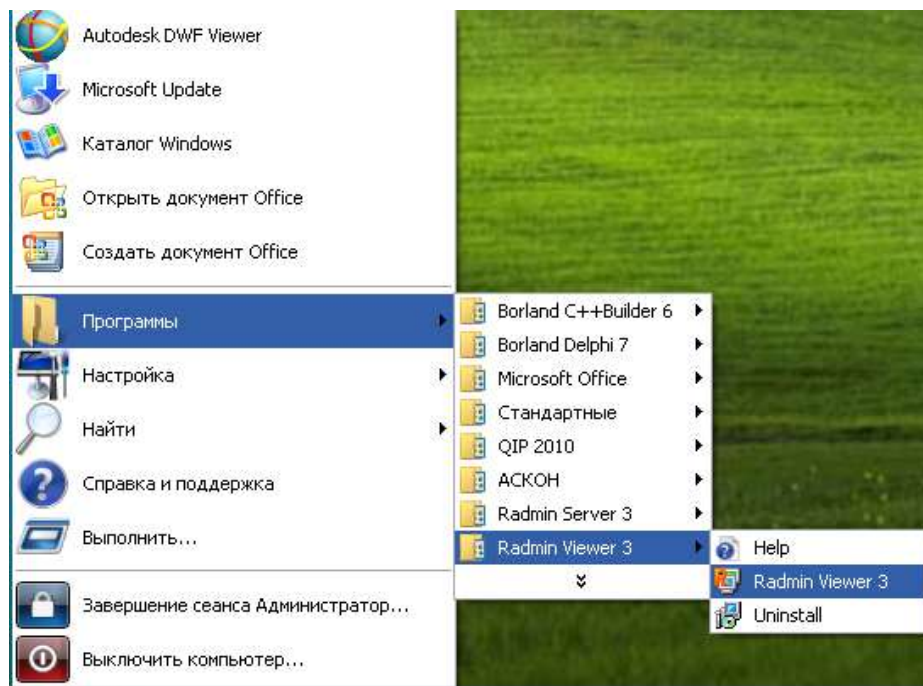 Autodesk DWF Viewer
Microsoft Update
Каталог Windows
Открыть документ Office
Создать документ Office
Программы
Настройка
Найти
Справка и поддержка
Выполнить...
Завершение сеанса Администратор...
Выключить компьютер...
Borland C++Builder 6
Borland Delphi 7
Microsoft Office
Стандартные
QIP 2010
АСКОН
Radmin Server 3
Radmin Viewer 3
Help
Radmin Viewer 3
Uninstall